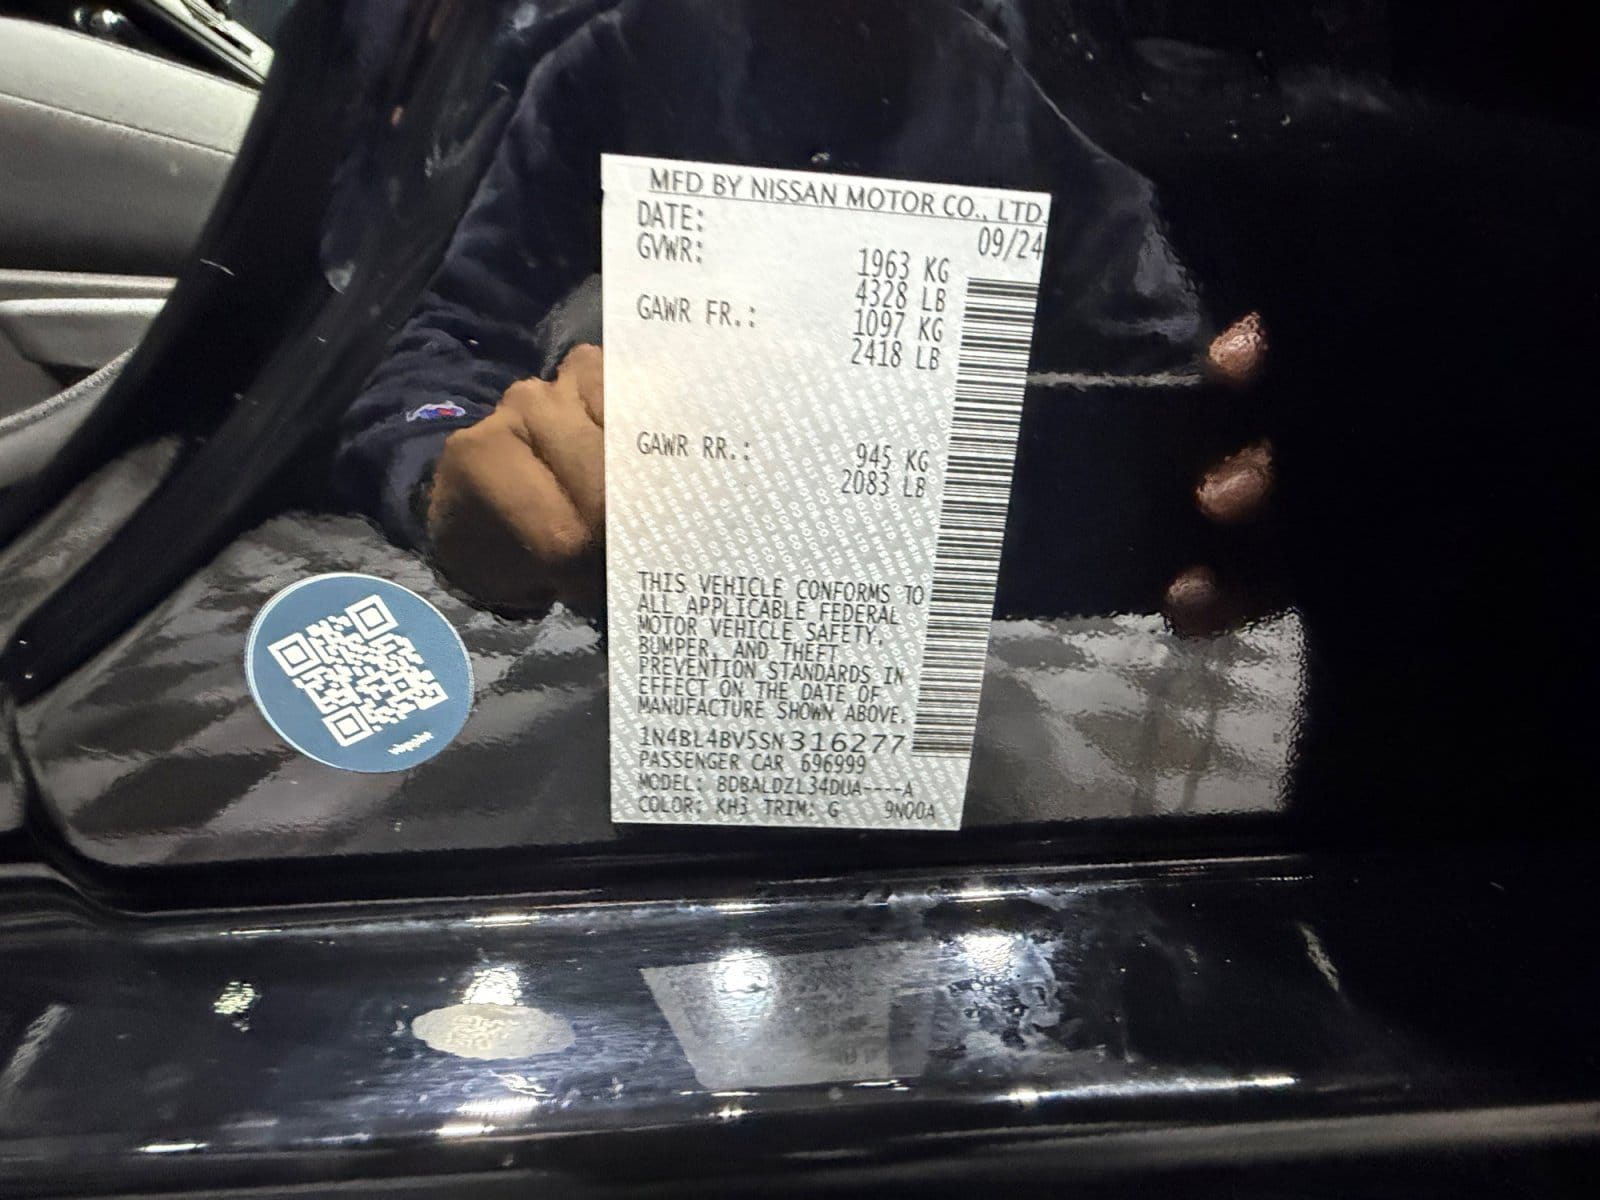 MFD BY NISSAN MOTOR CO., LTD.
DATE: 09/24
GVWR: 1963 KG
4328 LB
GAWR FR.: 1097 KG
2418 LB
GAWR RR.: 945 KG
2083 LB
THIS VEHICLE CONFORMS TO
ALL APPLICABLE FEDERAL
MOTOR VEHICLE SAFETY,
BUMPER, AND THEFT
PREVENTION STANDARDS IN
EFFECT ON THE DATE OF
MANUFACTURE SHOWN ABOVE.
1N4BL4BV5SN316277
PASSENGER CAR 696999
MODEL: BDBALDZL34DUA----A
COLOR: KH3 TRIM: G 9N00A